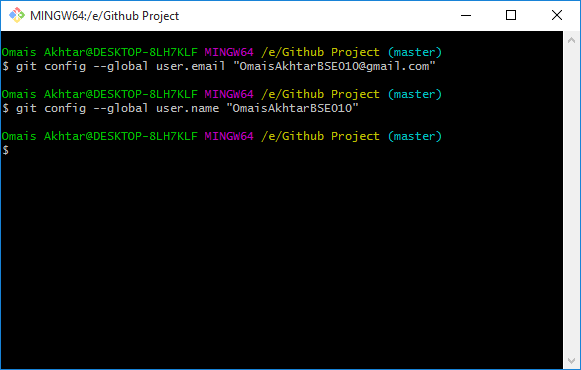 MINGW64:/e/Github Project
Omais Akhtar@DESKTOP-8LH7KLF MINGW64 /e/Github Project (master)
$ git config --global user.email "OmaisAkhtarBSE010@gmail.com"
Omais Akhtar@DESKTOP-8LH7KLF MINGW64 /e/Github Project (master)
$ git config --global user.name "OmaisAkhtarBSE010"
Omais Akhtar@DESKTOP-8LH7KLF MINGW64 /e/Github Project (master)
$